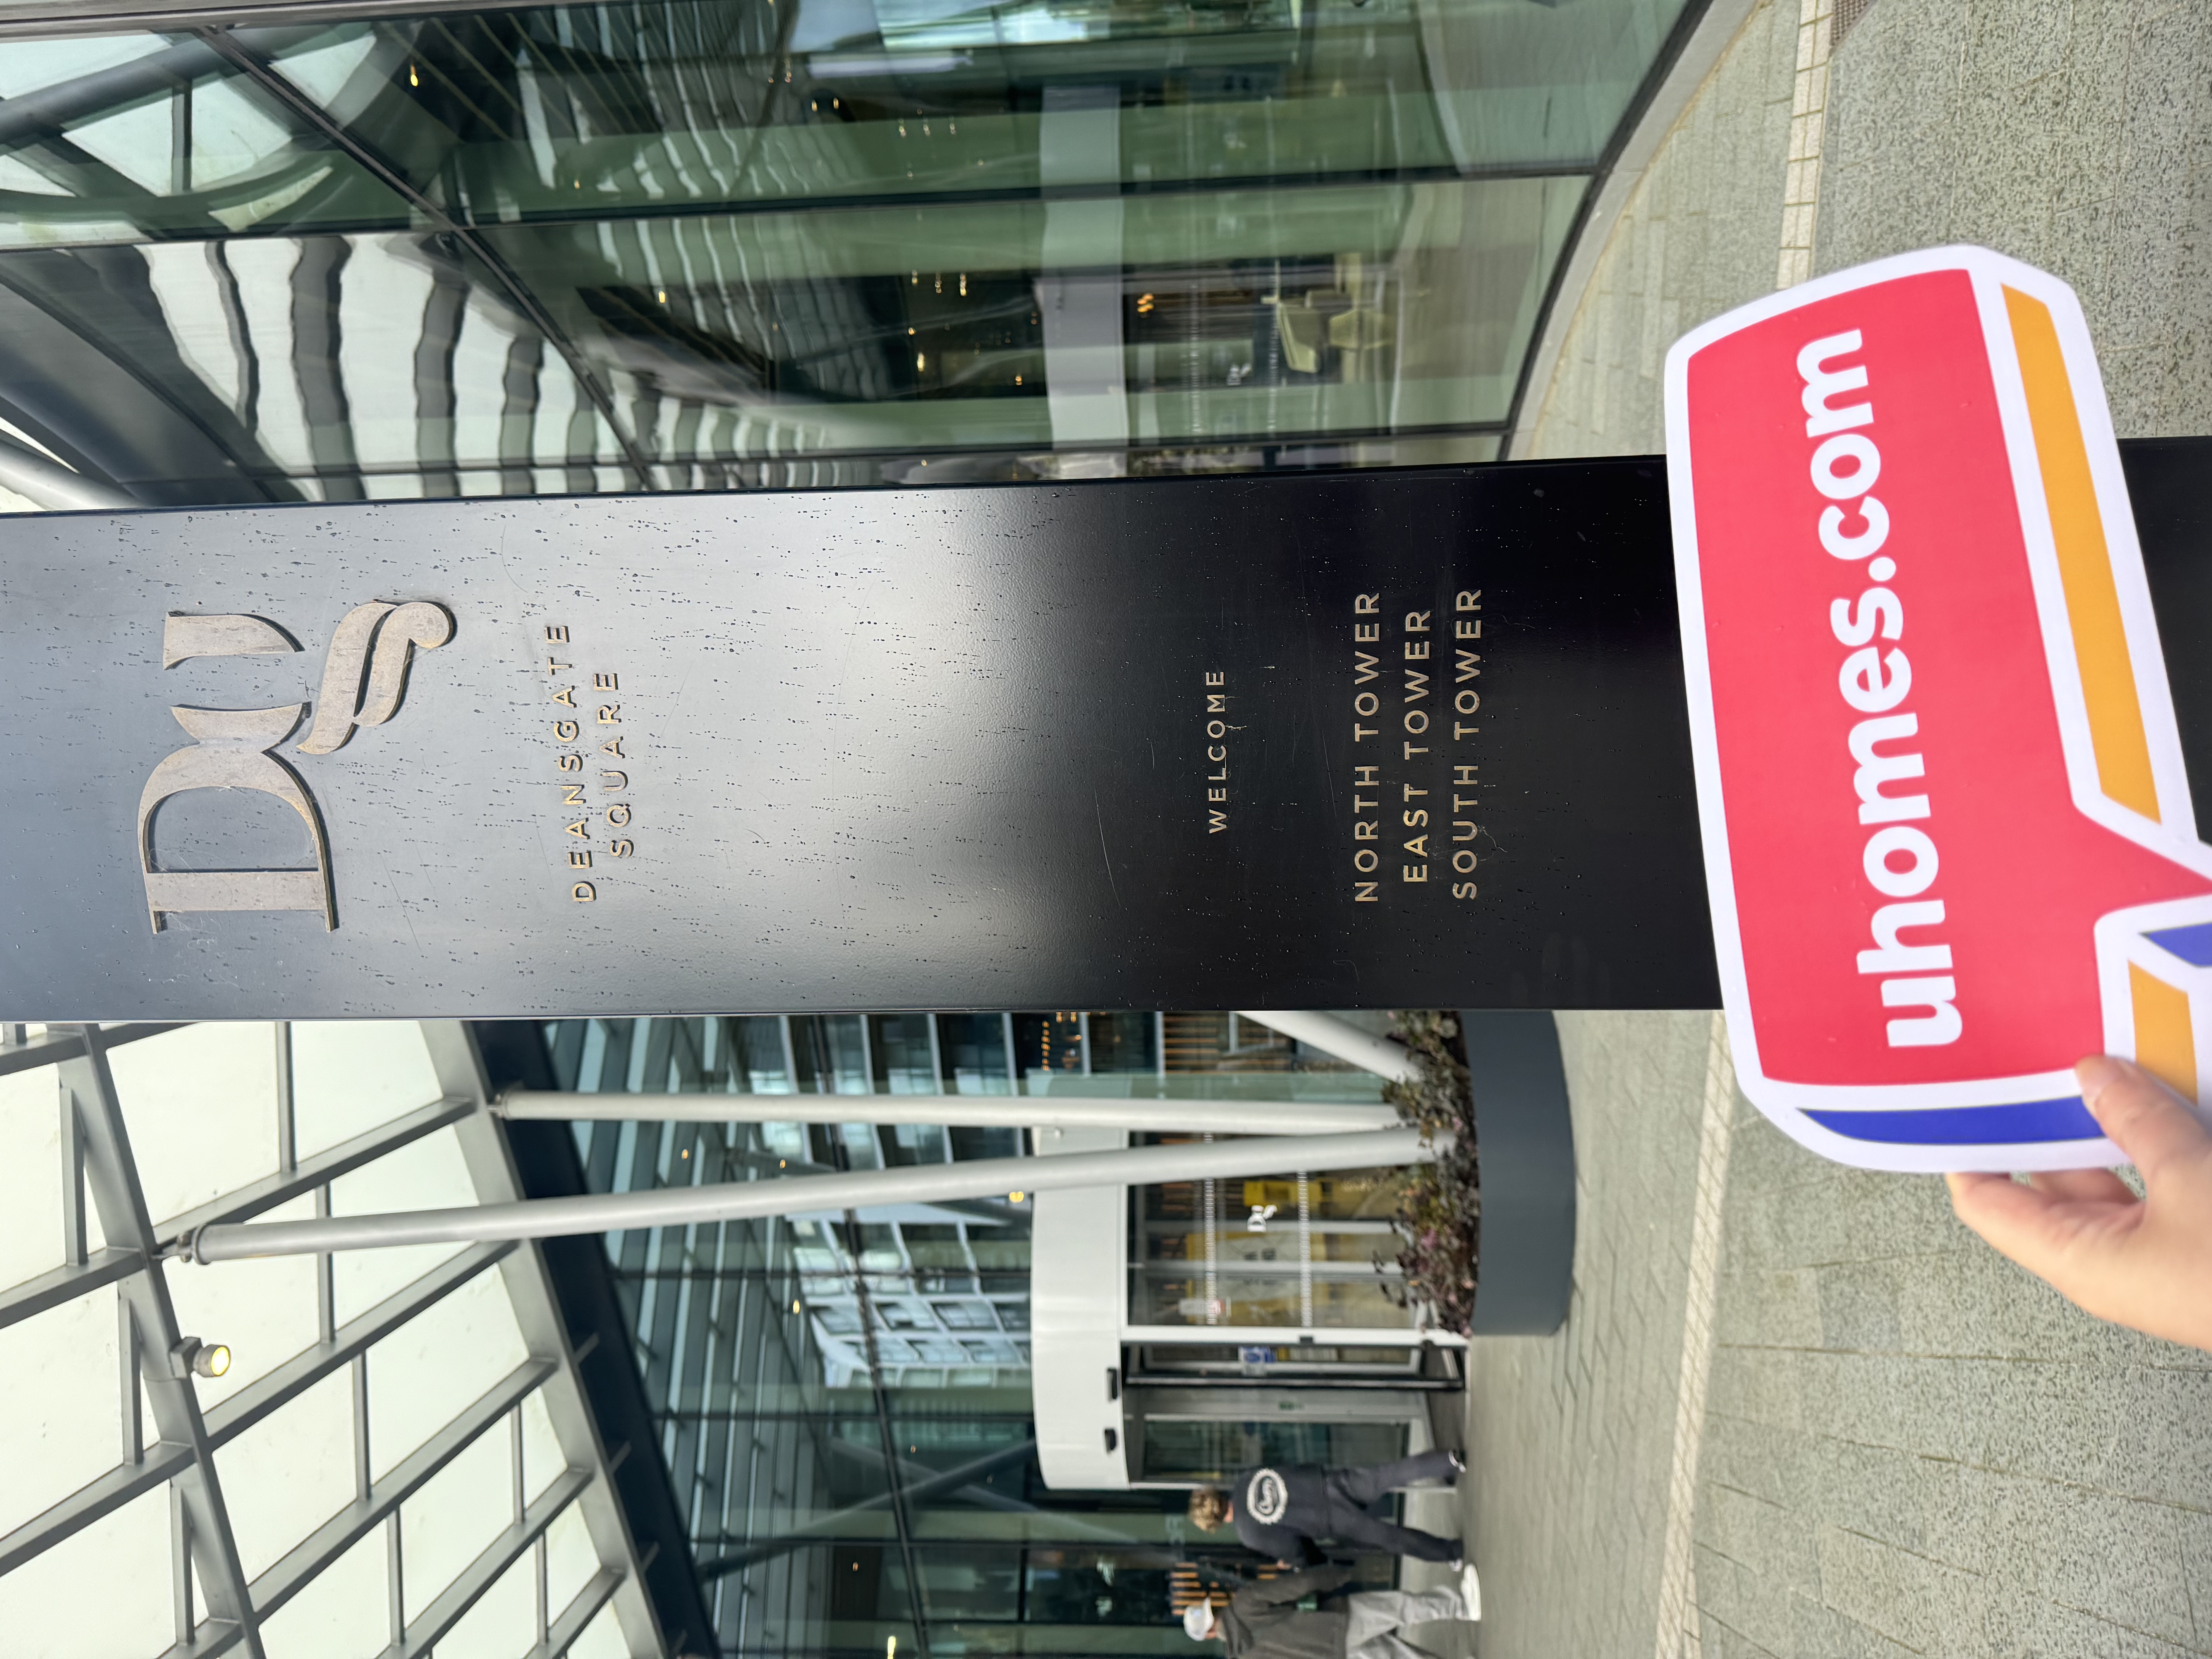 DS
DEANSGATE
SQUARE
WELCOME
NORTH TOWER
EAST TOWER
SOUTH TOWER
uhomes.com